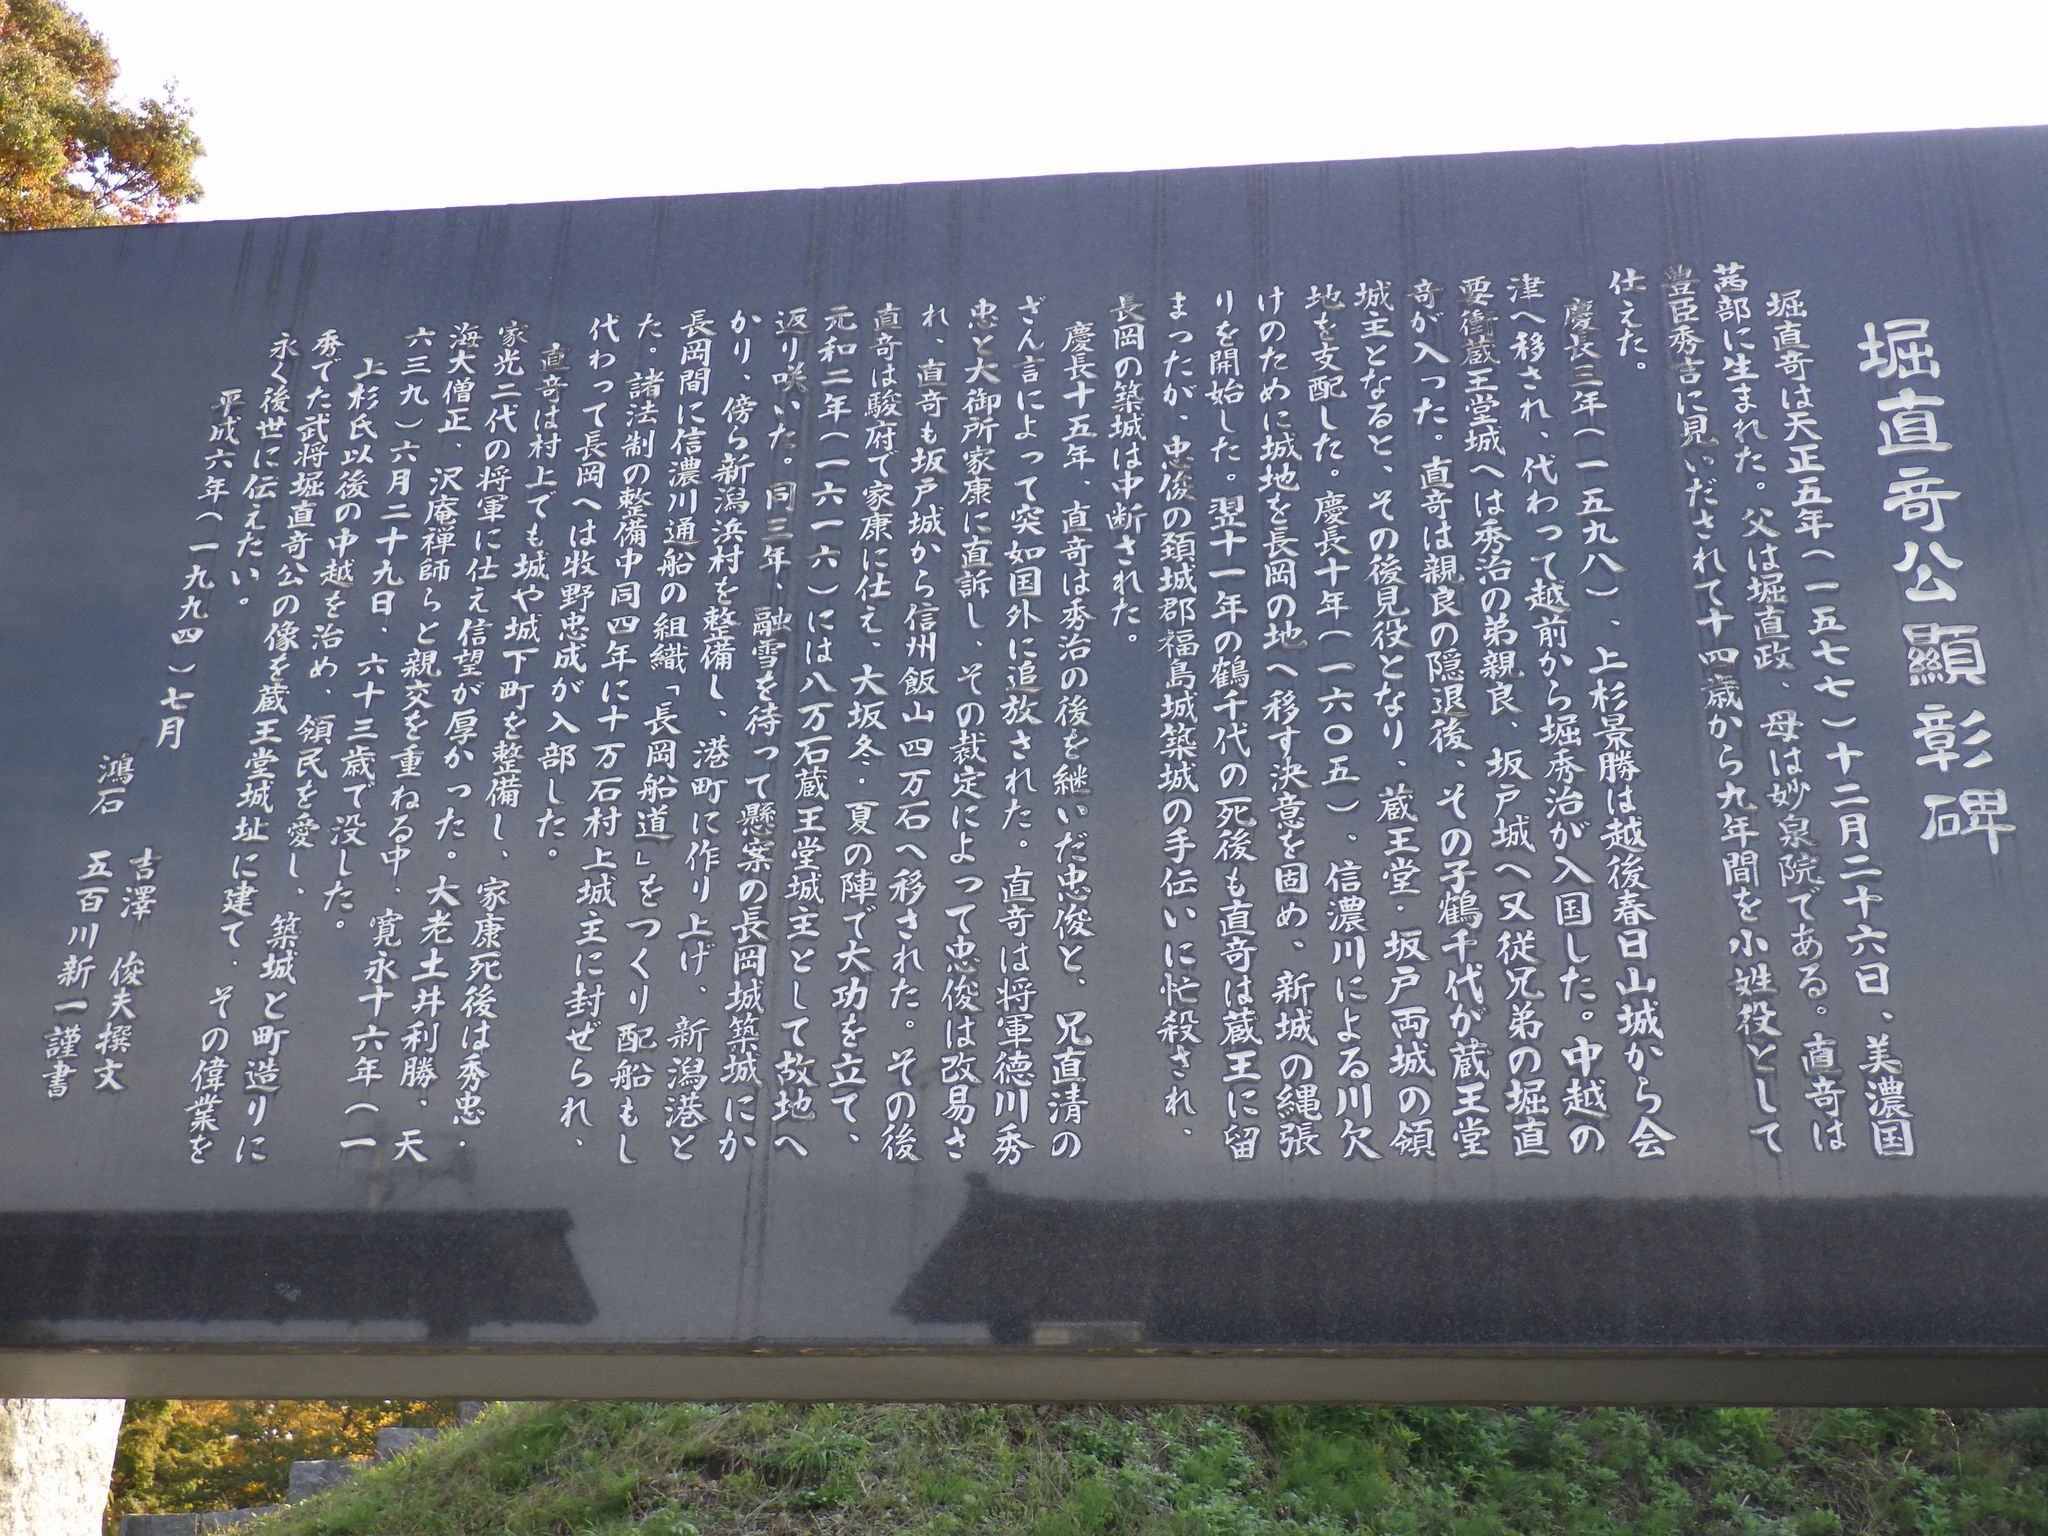 堀直竒公顯彰碑
堀直竒は天正五年(一五七七)十二月二十六日、美濃国
茜部に生まれた。父は堀直政、母は妙泉院である。直竒は
豊臣秀吉に見いだされて十四歳から九年間を小姓役として
仕えた。
慶長三年(一五九八)、上杉景勝は越後春日山城から会
津へ移され、代わって越前から堀秀治が入国した。中越の
要衝蔵王堂城へは秀治の弟親良、坂戸城へ又従兄弟の堀直
竒が入った。直竒は親良の隠退後、その子鶴千代が蔵王堂
城主となると、その後見役となり、蔵王堂・坂戸両城の領
地を支配した。慶長十年(一六〇五)、信濃川による川欠
けのために城地を長岡の地へ移す決意を固め、新城の縄張
りを開始した。翌十一年の鶴千代の死後も直竒は蔵王に留
まったが、忠俊の頚城郡福島城築城の手伝いに忙殺され、
長岡の築城は中断された。
慶長十五年、直竒は秀治の後を継いだ忠俊と、兄直清の
ざん言によって突如国外に追放された。直竒は将軍徳川秀
忠と大御所家康に直訴し、その裁定によって忠俊は改易さ
れ、直竒も坂戸城から信州飯山四万石へ移された。その後
直竒は駿府で家康に仕え、大坂冬・夏の陣で大功を立て、
元和二年(一六一六)には八万石蔵王堂城主として故地へ
返り咲いた。同三年、融雪を待って懸案の長岡城築城にか
かり、傍ら新潟浜村を整備し、港町に作り上げ、新潟港と
長岡間に信濃川通船の組織「長岡船道」をつくり配船もし
た。諸法制の整備中同四年に十万石村上城主に封ぜられ、
代わって長岡へは牧野忠成が入部した。
直竒は村上でも城や城下町を整備し、家康死後は秀忠・
家光二代の将軍に仕え信望が厚かった。大老土井利勝、天
海大僧正、沢庵禅師らと親交を重ねる中、寛永十六年(一
六三九)六月二十九日、六十三歳で没した。
上杉氏以後の中越を治め、領民を愛し、築城と町造りに
秀でた武将堀直竒公の像を蔵王堂城址に建て、その偉業を
永く後世に伝えたい。
平成六年(一九九四)七月
鴻石 吉澤 俊夫撰文
五百川新一謹書